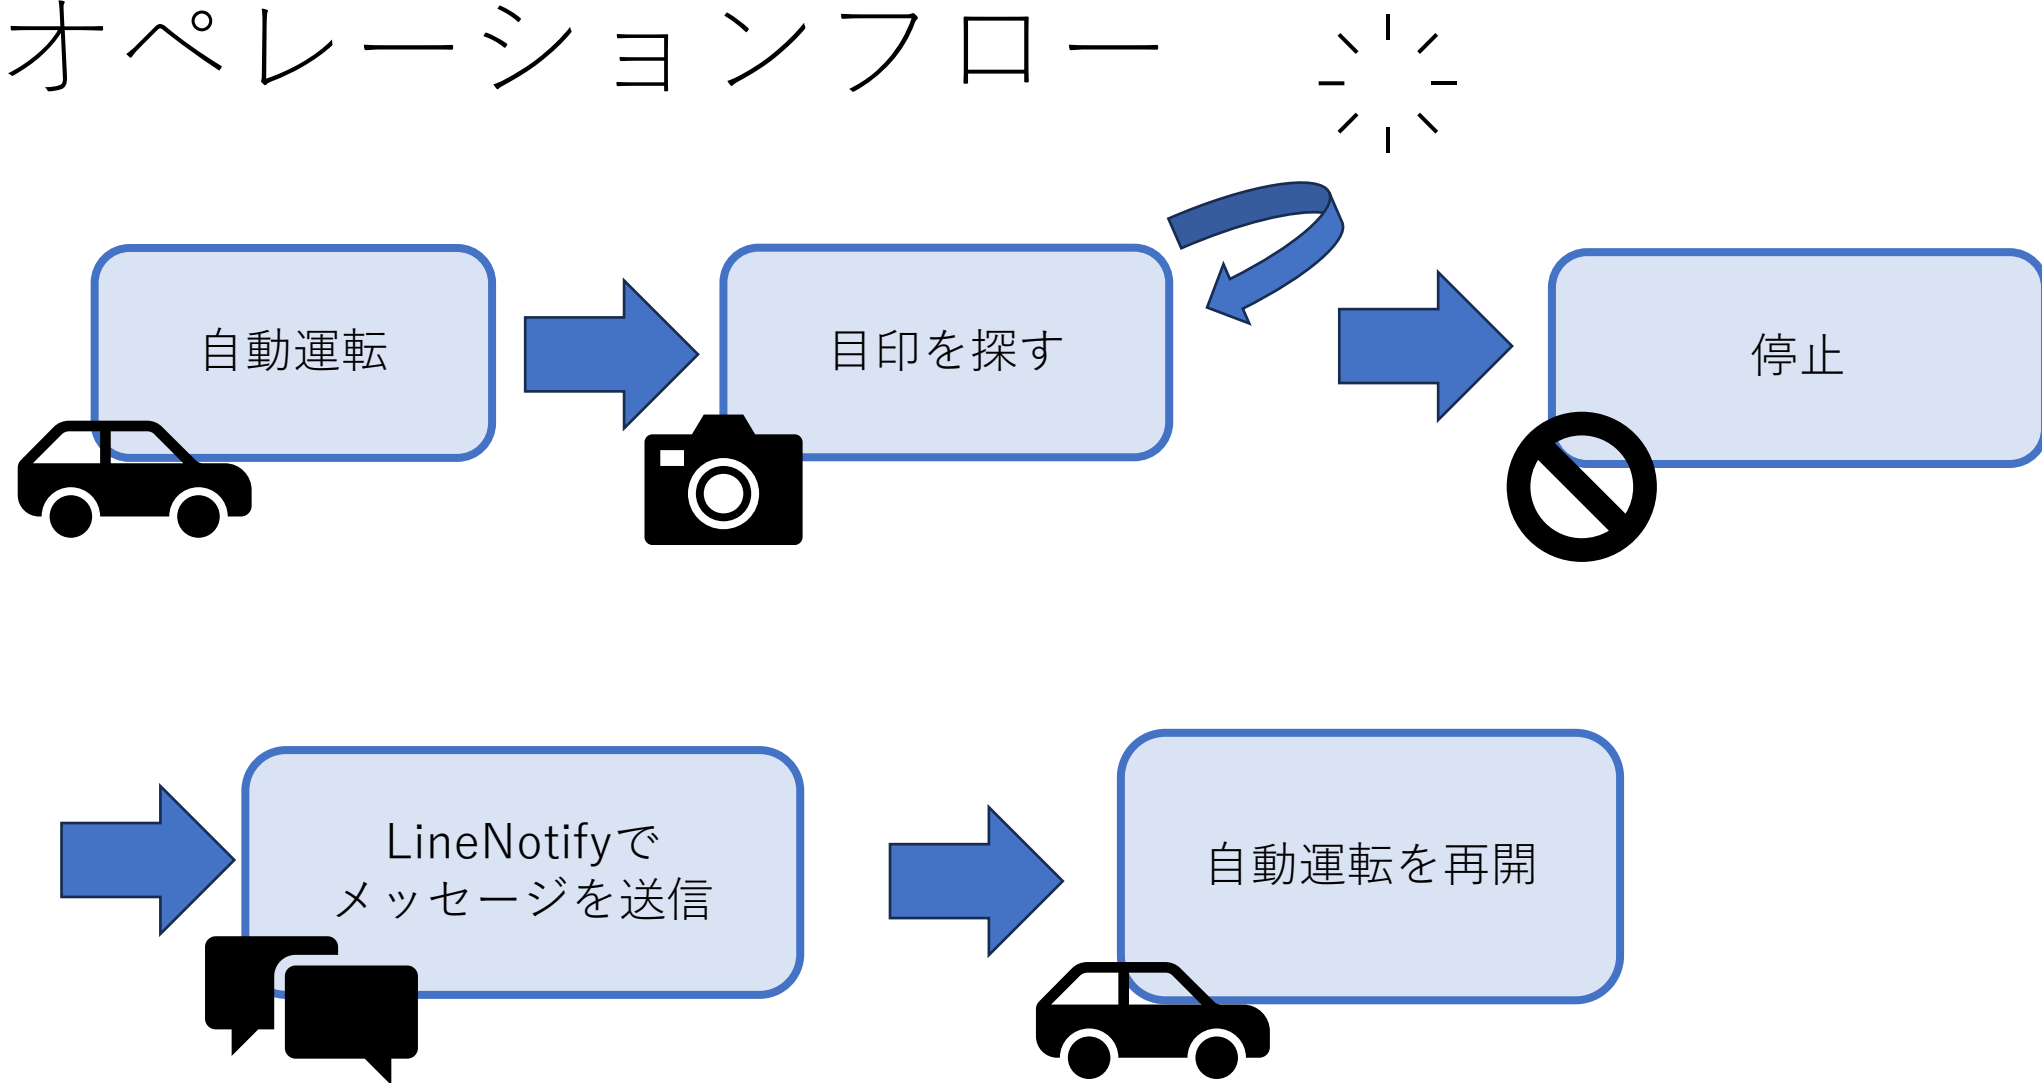 オペレーションフロー
自動運転
目印を探す
停止
LineNotifyで
メッセージを送信
自動運転を再開